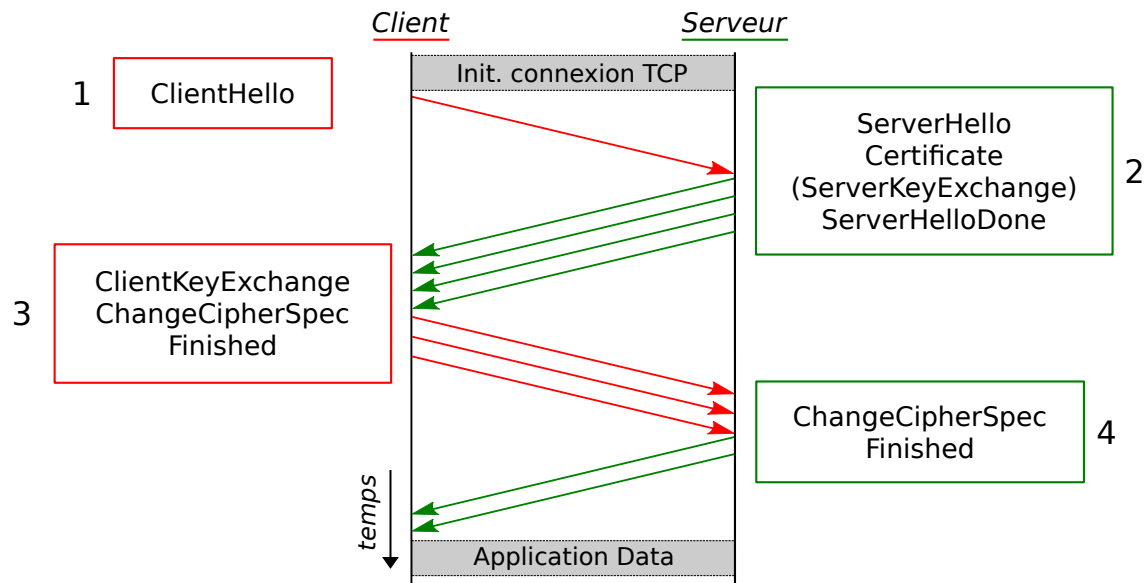 Client
Serveur
Init. connexion TCP
1
ClientHello
ServerHello
Certificate
(ServerKeyExchange)
ServerHelloDone
2
3
ClientKeyExchange
ChangeCipherSpec
Finished
ChangeCipherSpec
Finished
4
temps
Application Data